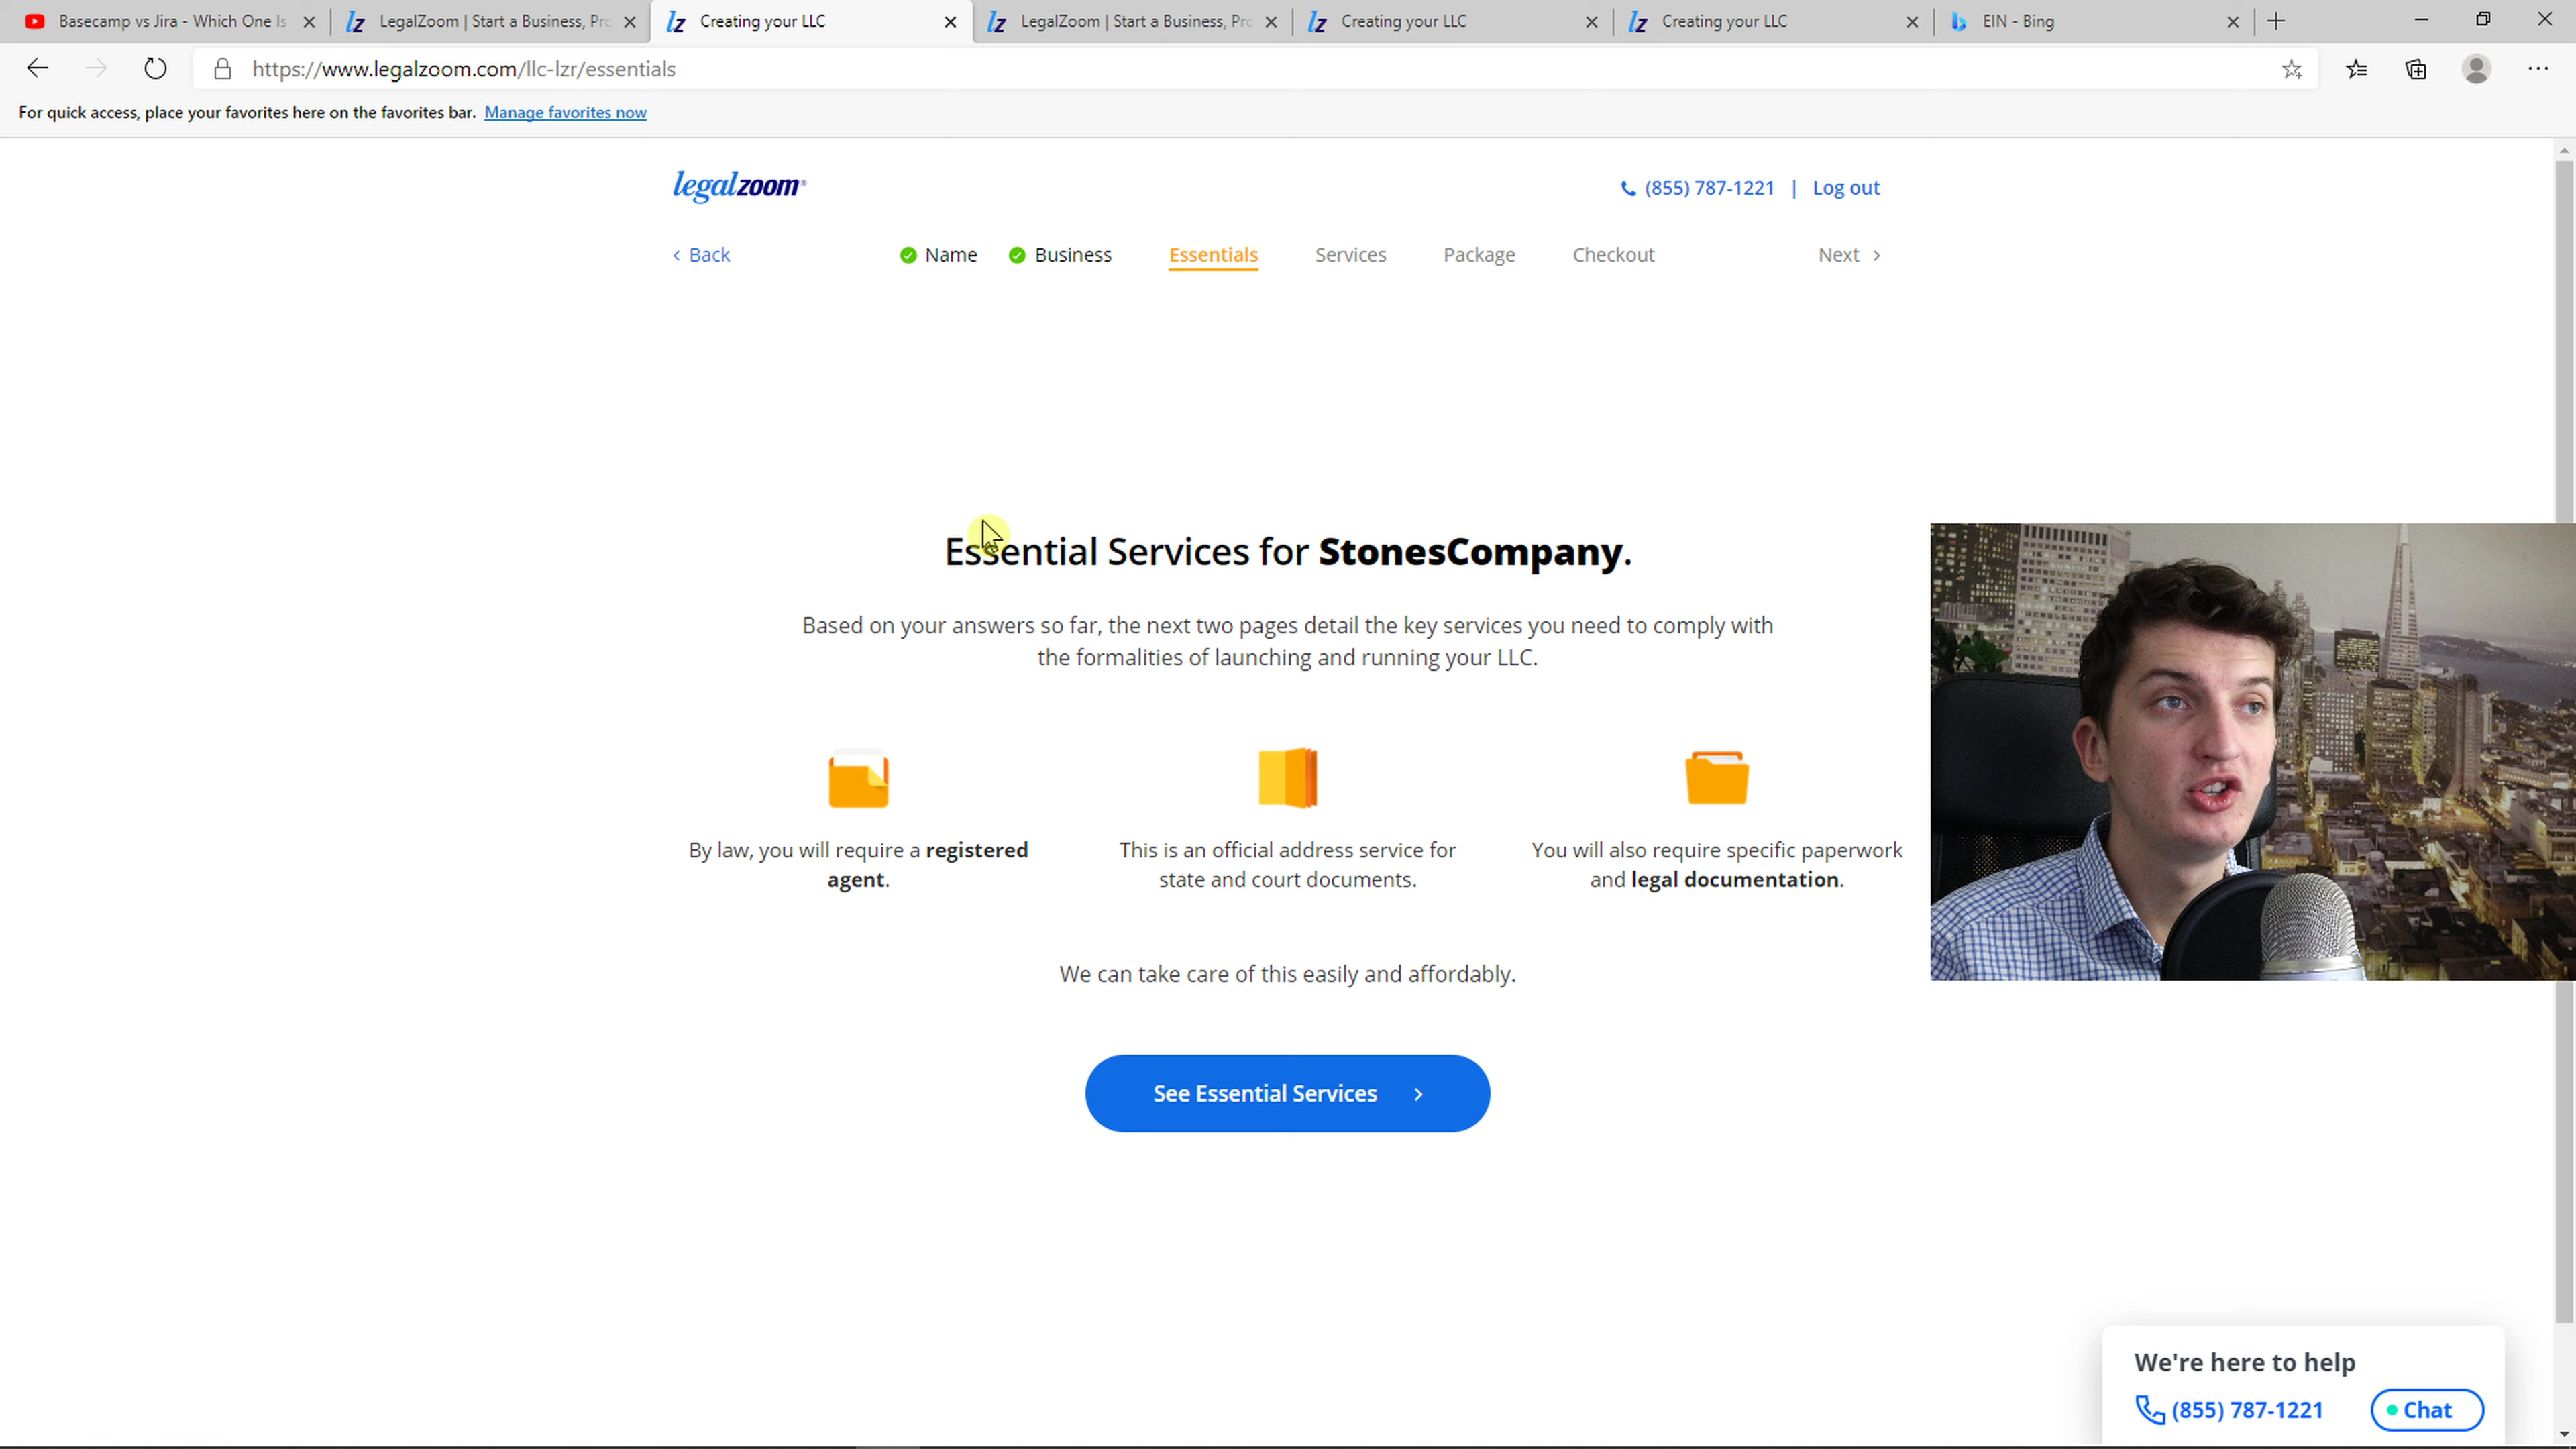 Basecamp vs Jira - Which One Is
LegalZoom | Start a Business, Prc
Creating your LLC
LegalZoom | Start a Business, Prc
Creating your LLC
Creating your LLC
EIN - Bing
https://www.legalzoom.com/llc-lzr/essentials
For quick access, place your favorites here on the favorites bar. Manage favorites now
legalzoom
(855) 787-1221 | Log out
Back
Name
Business
Essentials
Services
Package
Checkout
Next
Essential Services for StonesCompany.
Based on your answers so far, the next two pages detail the key services you need to comply with
the formalities of launching and running your LLC.
By law, you will require a registered
agent.
This is an official address service for
state and court documents.
You will also require specific paperwork
and legal documentation.
We can take care of this easily and affordably.
See Essential Services
We're here to help
(855) 787-1221
Chat